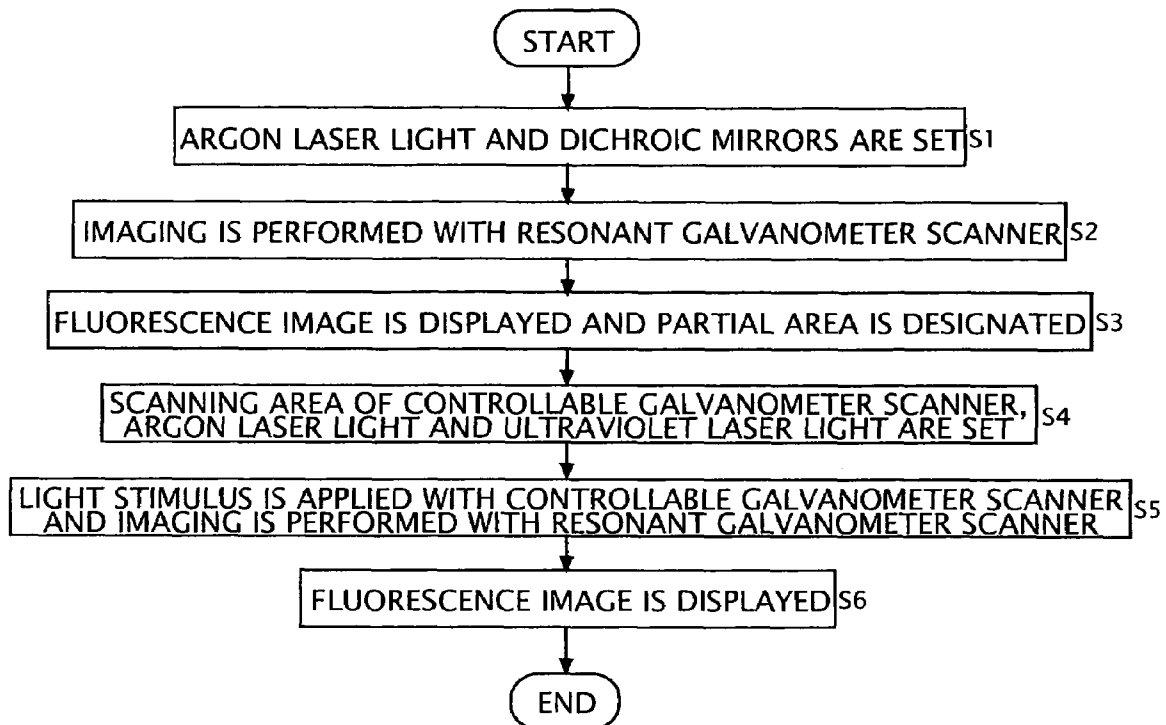 START
ARGON LASER LIGHT AND DICHROIC MIRRORS ARE SET S1
IMAGING IS PERFORMED WITH RESONANT GALVANOMETER SCANNER S2
FLUORESCENCE IMAGE IS DISPLAYED AND PARTIAL AREA IS DESIGNATED S3
SCANNING AREA OF CONTROLLABLE GALVANOMETER SCANNER,
ARGON LASER LIGHT AND ULTRAVIOLET LASER LIGHT ARE SET S4
LIGHT STIMULUS IS APPLIED WITH CONTROLLABLE GALVANOMETER SCANNER
AND IMAGING IS PERFORMED WITH RESONANT GALVANOMETER SCANNER S5
FLUORESCENCE IMAGE IS DISPLAYED S6
END